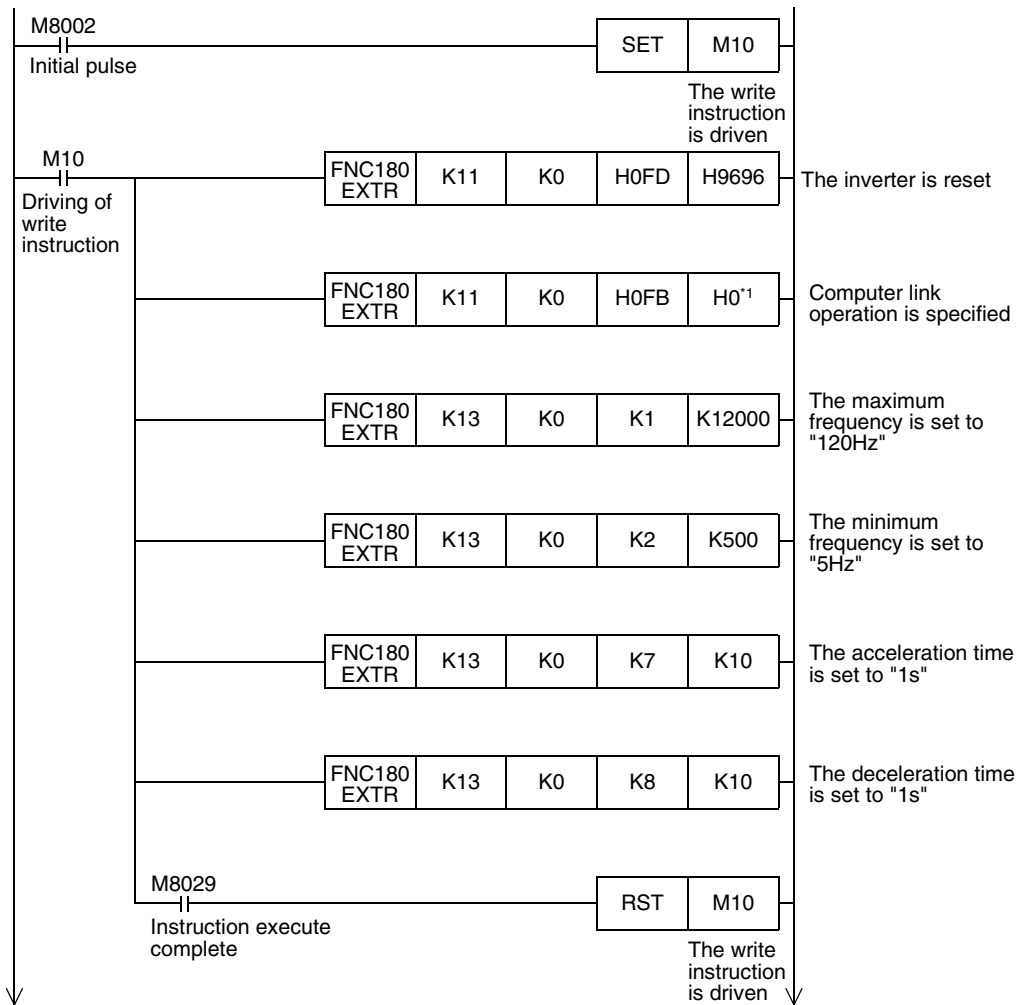 M8002
Initial pulse
SET M10
The write
instruction
is driven
M10
Driving of
write
instruction
FNC180
EXTR K11 K0 H0FD H9696
The inverter is reset
FNC180
EXTR K11 K0 H0FB H0*1
Computer link
operation is specified
FNC180
EXTR K13 K0 K1 K12000
The maximum
frequency is set to
"120Hz"
FNC180
EXTR K13 K0 K2 K500
The minimum
frequency is set to
"5Hz"
FNC180
EXTR K13 K0 K7 K10
The acceleration time
is set to "1s"
FNC180
EXTR K13 K0 K8 K10
The deceleration time
is set to "1s"
M8029
Instruction execute
complete
RST M10
The write
instruction
is driven